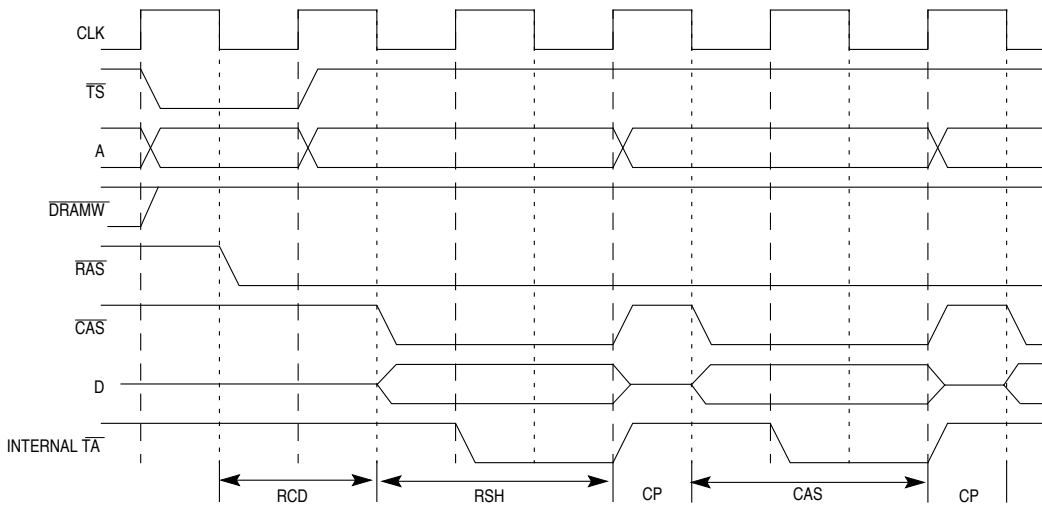 CLK
TS
A
DRAMW
RAS
CAS
D
INTERNAL TA
RCD RSH CP CAS CP